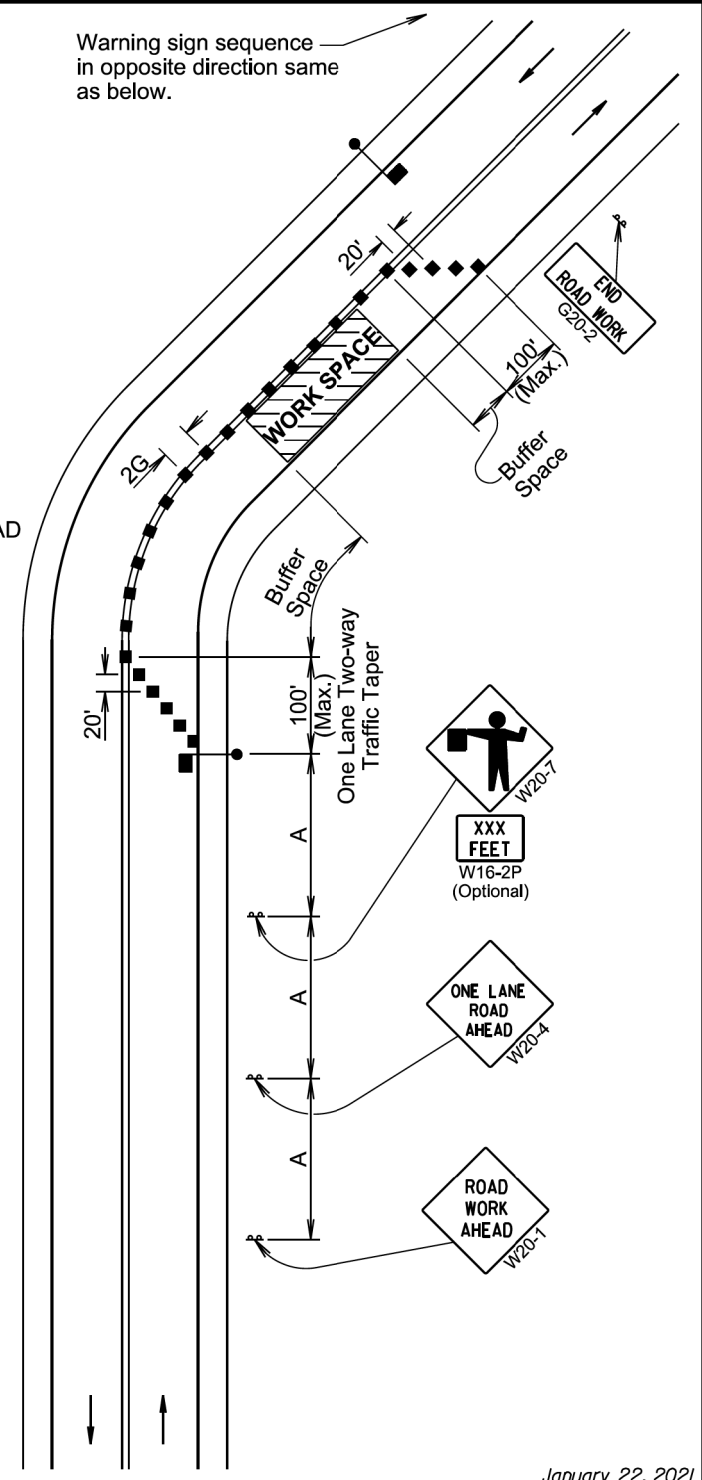 Warning sign sequence
in opposite direction same
as below.
20'
END
ROAD WORK
G20-2
100'
(Max.)
WORK SPACE
Buffer
Space
2G
AD
Buffer
Space
100'
(Max.)
One Lane Two-way
Traffic Taper
20'
W20-7
XXX
FEET
W16-2P
(Optional)
A
A
ONE LANE
ROAD
AHEAD
W20-4
A
ROAD
WORK
AHEAD
W20-1
January 22, 2021